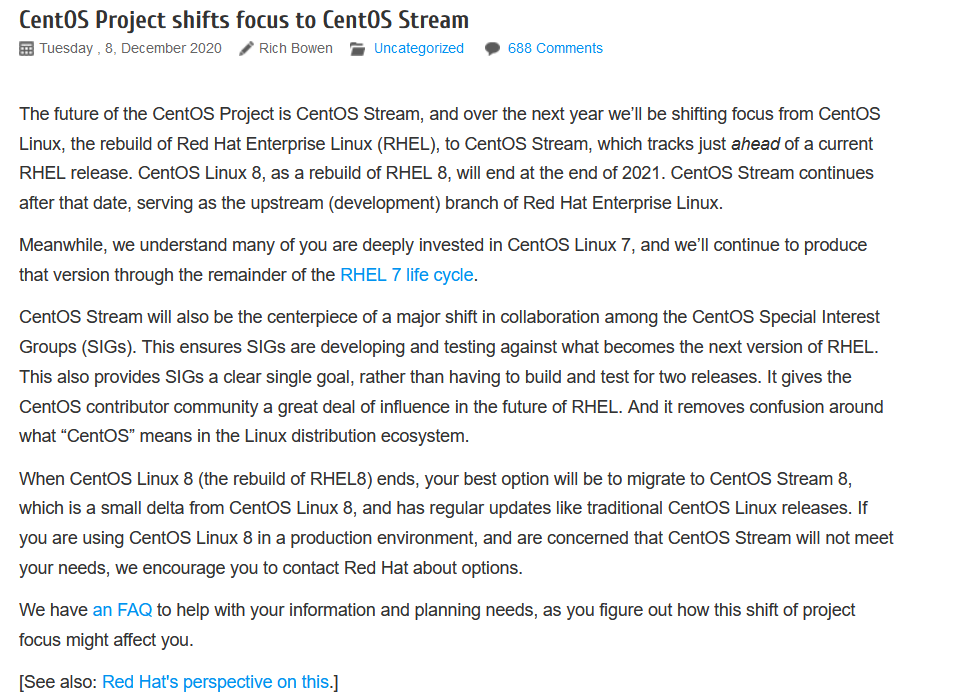 CentOS Project shifts focus to CentOS Stream
Tuesday , 8, December 2020 Rich Bowen Uncategorized 688 Comments
The future of the CentOS Project is CentOS Stream, and over the next year we’ll be shifting focus from CentOS
Linux, the rebuild of Red Hat Enterprise Linux (RHEL), to CentOS Stream, which tracks just ahead of a current
RHEL release. CentOS Linux 8, as a rebuild of RHEL 8, will end at the end of 2021. CentOS Stream continues
after that date, serving as the upstream (development) branch of Red Hat Enterprise Linux.
Meanwhile, we understand many of you are deeply invested in CentOS Linux 7, and we’ll continue to produce
that version through the remainder of the RHEL 7 life cycle.
CentOS Stream will also be the centerpiece of a major shift in collaboration among the CentOS Special Interest
Groups (SIGs). This ensures SIGs are developing and testing against what becomes the next version of RHEL.
This also provides SIGs a clear single goal, rather than having to build and test for two releases. It gives the
CentOS contributor community a great deal of influence in the future of RHEL. And it removes confusion around
what “CentOS” means in the Linux distribution ecosystem.
When CentOS Linux 8 (the rebuild of RHEL8) ends, your best option will be to migrate to CentOS Stream 8,
which is a small delta from CentOS Linux 8, and has regular updates like traditional CentOS Linux releases. If
you are using CentOS Linux 8 in a production environment, and are concerned that CentOS Stream will not meet
your needs, we encourage you to contact Red Hat about options.
We have an FAQ to help with your information and planning needs, as you figure out how this shift of project
focus might affect you.
[See also: Red Hat's perspective on this.]